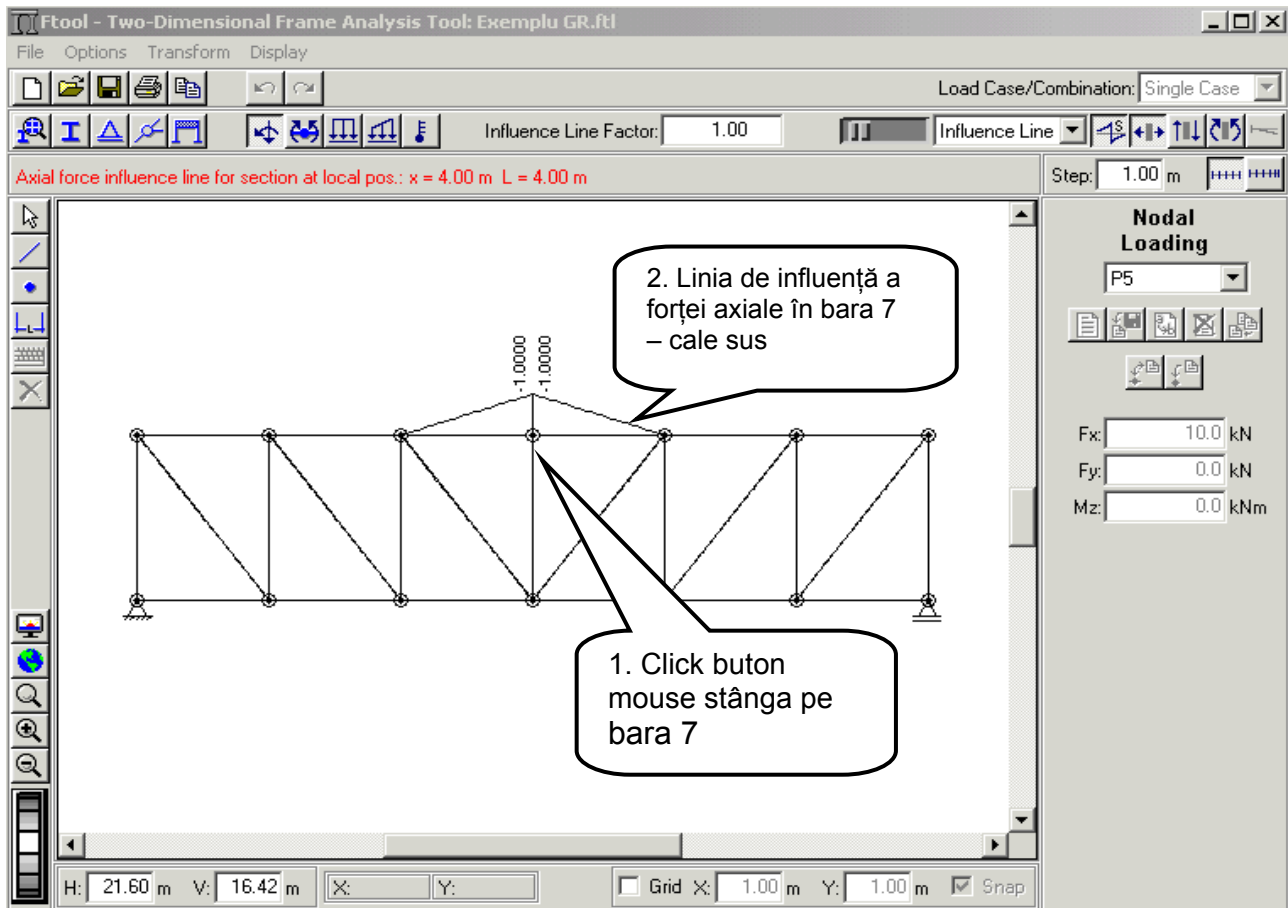 Ftool - Two-Dimensional Frame Analysis Tool: Exemplu GR.ftl
File Options Transform Display
Load Case/Combination: Single Case
Influence Line Factor: 1.00 Influence Line
Axial force influence line for section at local pos.: x = 4.00 m L = 4.00 m
Step: 1.00 m
Nodal
Loading
P5
Fx: 10.0 kN
Fy: 0.0 kN
Mz: 0.0 kNm
2. Linia de influență a
forței axiale în bara 7
– cale sus
-1.0000
-1.0000
1. Click buton
mouse stânga pe
bara 7
H: 21.60 m V: 16.42 m X: Y: Grid X: 1.00 m Y: 1.00 m Snap